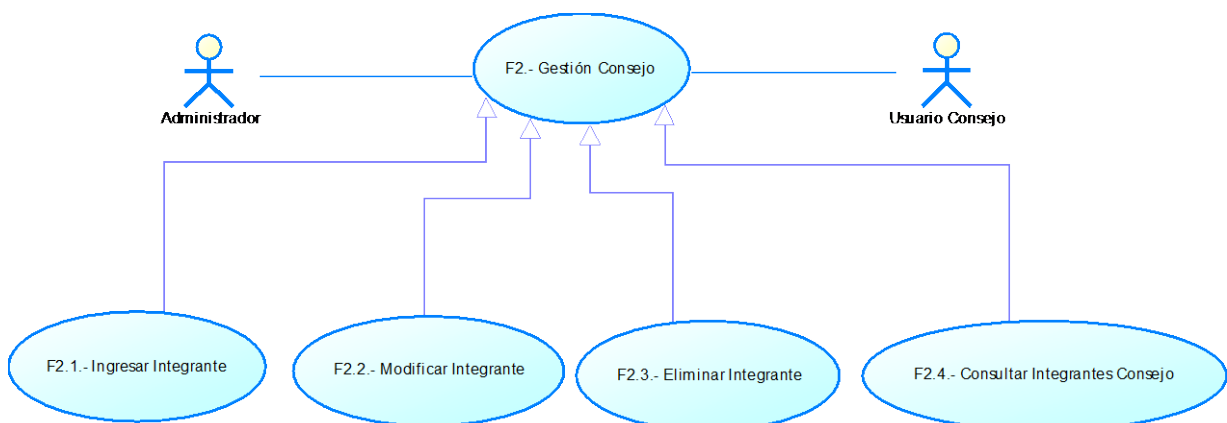 F2.- Gestión Consejo
Administrador
Usuario Consejo
F2.1.- Ingresar Integrante
F2.2.- Modificar Integrante
F2.3.- Eliminar Integrante
F2.4.- Consultar Integrantes Consejo